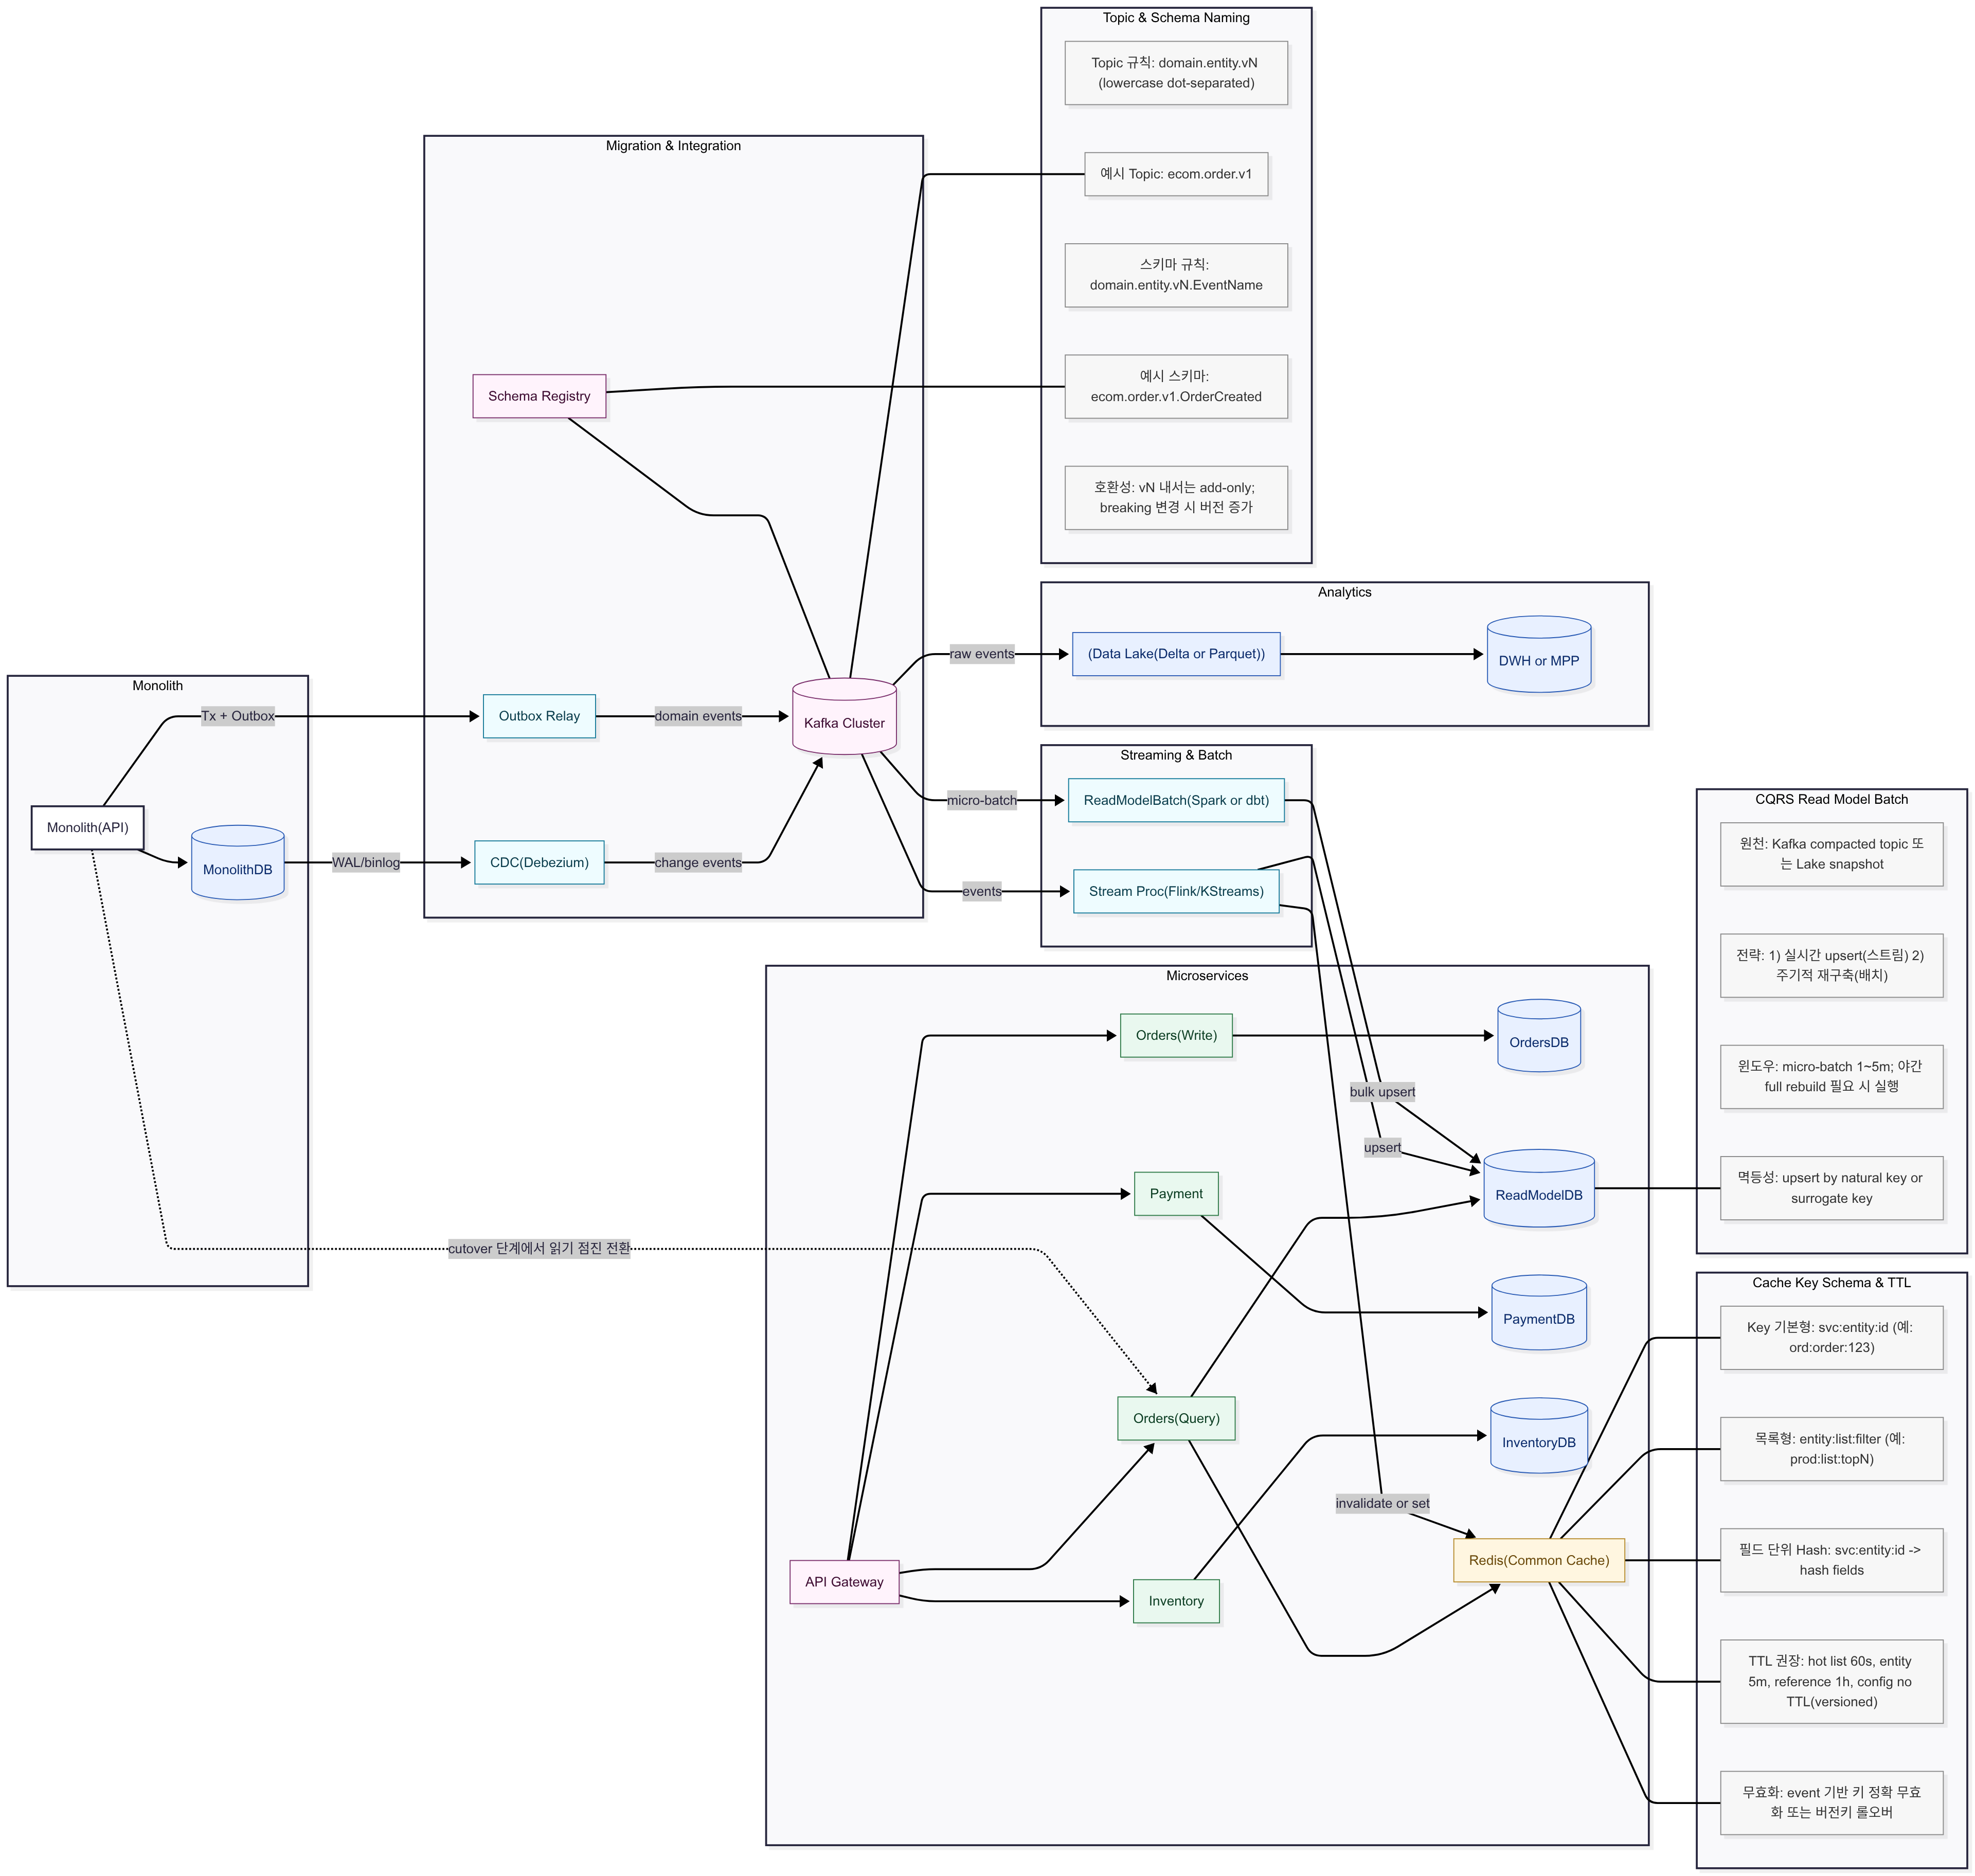 Topic & Schema Naming
Topic 규칙: domain.entity.vN
(lowercase dot-separated)
예시 Topic: ecom.order.v1
스키마 규칙:
domain.entity.vN.EventName
예시 스키마:
ecom.order.v1.OrderCreated
호환성: vN 내서는 add-only;
breaking 변경 시 버전 증가
Migration & Integration
Schema Registry
Outbox Relay
domain events
Kafka Cluster
CDC(Debezium)
change events
Monolith
Tx + Outbox
Monolith(API)
MonolithDB
WAL/binlog
cutover 단계에서 읽기 점진 전환
Analytics
raw events
(Data Lake(Delta or Parquet))
DWH or MPP
Streaming & Batch
micro-batch
ReadModelBatch(Spark or dbt)
events
Stream Proc(Flink/KStreams)
Microservices
Orders(Write)
OrdersDB
bulk upsert
upsert
Payment
ReadModelDB
PaymentDB
Orders(Query)
InventoryDB
invalidate or set
Redis(Common Cache)
API Gateway
Inventory
CQRS Read Model Batch
원천: Kafka compacted topic 또
는 Lake snapshot
전략: 1) 실시간 upsert(스트림) 2)
주기적 재구축(배치)
윈도우: micro-batch 1~5m; 야간
full rebuild 필요 시 실행
멱등성: upsert by natural key or
surrogate key
Cache Key Schema & TTL
Key 기본형: svc:entity:id (예:
ord:order:123)
목록형: entity:list:filter (예:
prod:list:topN)
필드 단위 Hash: svc:entity:id ->
hash fields
TTL 권장: hot list 60s, entity
5m, reference 1h, config no
TTL(versioned)
무효화: event 기반 키 정확 무효
화 또는 버전키 롤오버